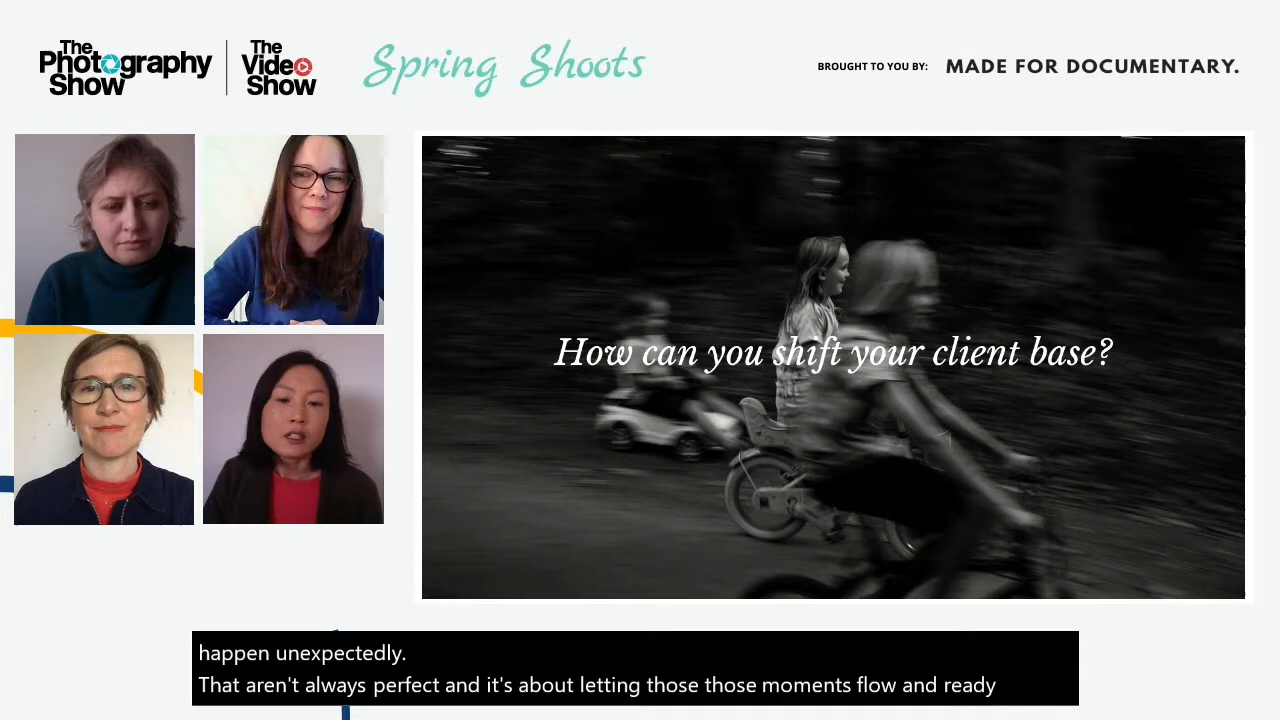 The
Photography
Show
The
Video
Show
Spring Shoots
BROUGHT TO YOU BY:
MADE FOR DOCUMENTARY.
How can you shift your client base?
happen unexpectedly.
That aren't always perfect and it's about letting those those moments flow and ready